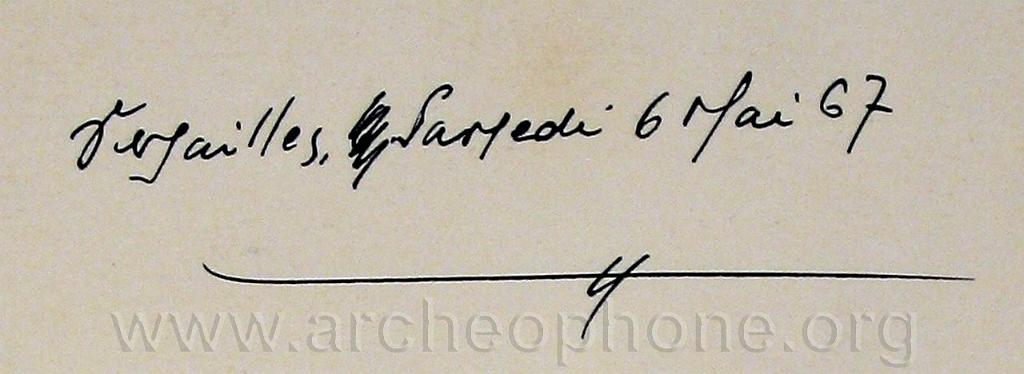 Versailles, Samedi 6 Mai 67
www.archeophone.org